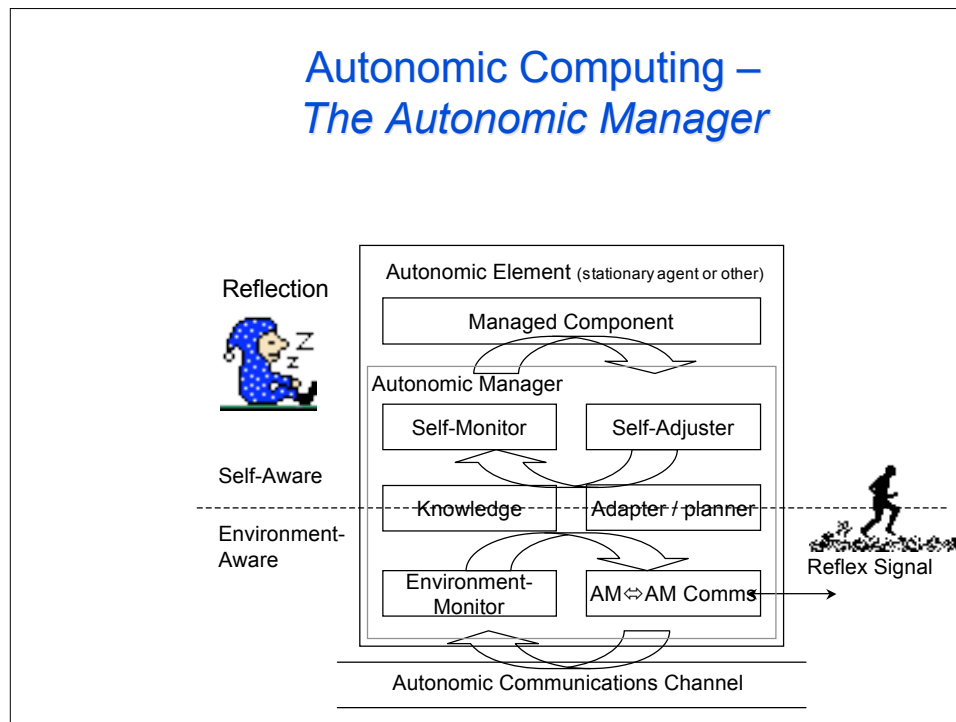 Autonomic Computing –
The Autonomic Manager
Autonomic Element (stationary agent or other)
Reflection
Managed Component
Z
z
Autonomic Manager
Self-Monitor
Self-Adjuster
Self-Aware
Knowledge
Adapter / planner
Environment-
Aware
Reflex Signal
Environment-
Monitor
AM⇔AM Comms
Autonomic Communications Channel